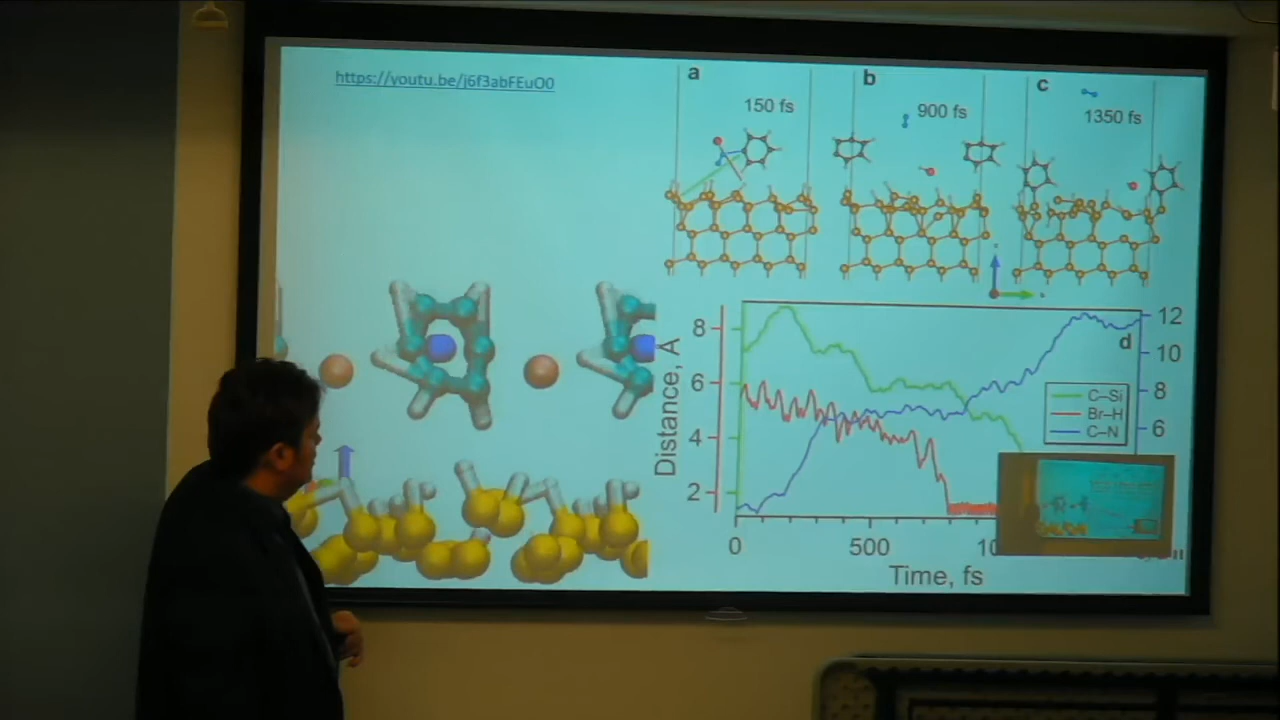 https://youtu.be/j6f3abFEuO0
a
150 fs
b
900 fs
c
1350 fs
Distance, Å
8
6
4
2
0
500
Time, fs
12
10
8
6
d
C–Si
Br–H
C–N